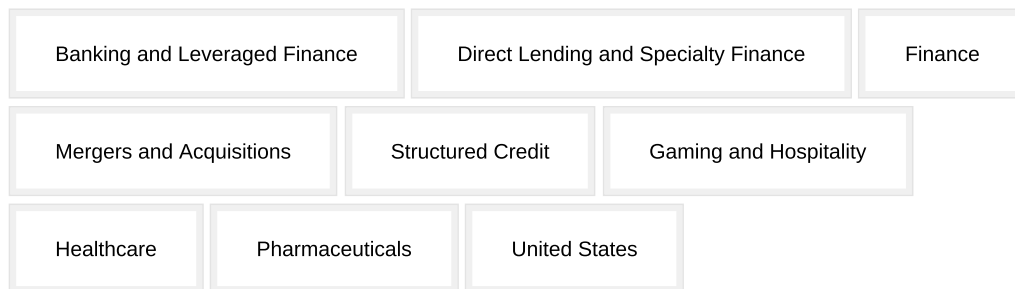 Banking and Leveraged Finance Direct Lending and Specialty Finance Finance
Mergers and Acquisitions Structured Credit Gaming and Hospitality
Healthcare Pharmaceuticals United States